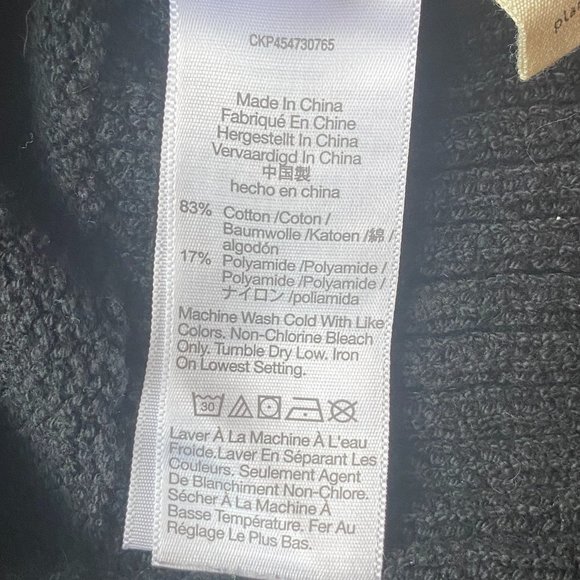 CKP454730765
Made In China
Fabriqué En Chine
Hergestellt In China
Vervaardigd In China
中国製
hecho en china
83% Cotton /Coton /
Baumwolle /Katoen /綿 /
algodón
17% Polyamide /Polyamide /
Polyamide /Polyamide /
ナイロン /poliamida
Machine Wash Cold With Like
Colors. Non-Chlorine Bleach
Only. Tumble Dry Low. Iron
On Lowest Setting.
30
Laver À La Machine À L'eau
Froide.Laver En Séparant Les
Couleurs. Seulement Agent
De Blanchiment Non-Chlore.
Sécher À La Machine À
Basse Température. Fer Au
Réglage Le Plus Bas.